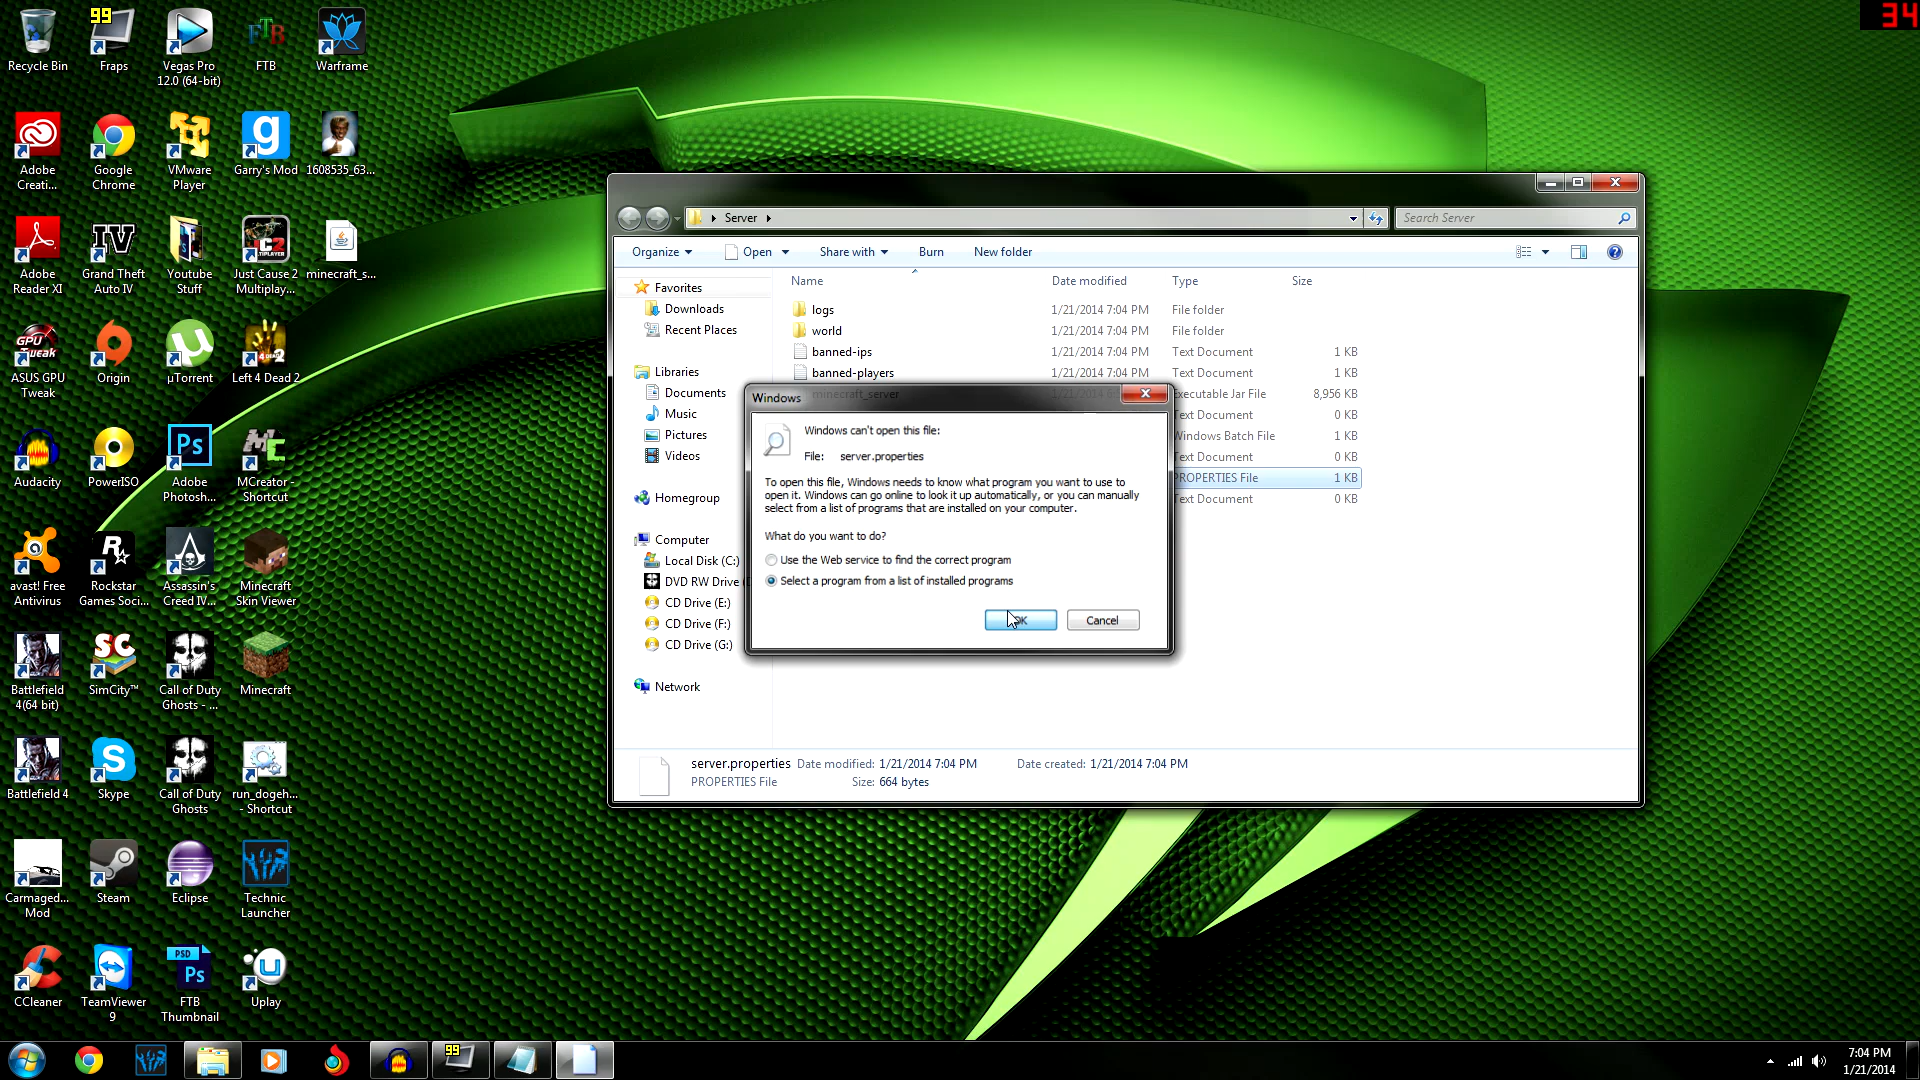 99
34
Recycle Bin
Fraps
Vegas Pro
12.0 (64-bit)
FTB
Warframe
Adobe
Creati...
Google
Chrome
VMware
Player
Garry's Mod
1608535_63...
Adobe
Reader XI
Grand Theft
Auto IV
Youtube
Stuff
Just Cause 2
Multiplay...
minecraft_s...
ASUS GPU
Tweak
Origin
µTorrent
Left 4 Dead 2
Audacity
PowerISO
Adobe
Photosh...
MCreator -
Shortcut
avast! Free
Antivirus
Rockstar
Games Soci...
Assassin's
Creed IV...
Minecraft
Skin Viewer
Battlefield
4(64 bit)
SimCity™
Call of Duty
Ghosts - ...
Minecraft
Battlefield 4
Skype
Call of Duty
Ghosts
run_dogeh...
- Shortcut
Carmaged...
Mod
Steam
Eclipse
Technic
Launcher
CCleaner
TeamViewer
9
FTB
Thumbnail
Uplay
Server
Search Server
Organize
Open
Share with
Burn
New folder
Favorites
Downloads
Recent Places
Libraries
Documents
Music
Pictures
Videos
Homegroup
Computer
Local Disk (C:)
DVD RW Drive
CD Drive (E:)
CD Drive (F:)
CD Drive (G:)
Network
Name Date modified Type Size
logs 1/21/2014 7:04 PM File folder
world 1/21/2014 7:04 PM File folder
banned-ips 1/21/2014 7:04 PM Text Document 1 KB
banned-players 1/21/2014 7:04 PM Text Document 1 KB
minecraft_server Executable Jar File 8,956 KB
Text Document 0 KB
Windows Batch File 1 KB
Text Document 0 KB
PROPERTIES File 1 KB
Text Document 0 KB
Windows
Windows can't open this file:
File: server.properties
To open this file, Windows needs to know what program you want to use to
open it. Windows can go online to look it up automatically, or you can manually
select from a list of programs that are installed on your computer.
What do you want to do?
Use the Web service to find the correct program
Select a program from a list of installed programs
OK
Cancel
server.properties Date modified: 1/21/2014 7:04 PM Date created: 1/21/2014 7:04 PM
PROPERTIES File Size: 664 bytes
99
7:04 PM
1/21/2014